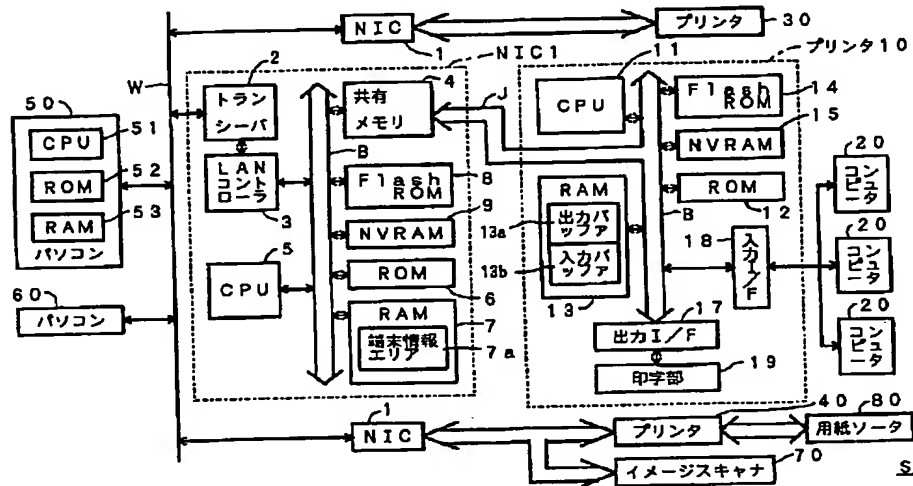 NIC
1
プリンタ
30
W
2
トラン
シーバ
LAN
コント
ローラ
3
5
CPU
4
共有
メモリ
B
Flash
ROM
8
NVRAM
9
ROM
6
RAM
端末情報
エリア
7
7a
NIC1
J
プリンタ10
11
CPU
Flash
ROM
14
NVRAM
15
ROM
12
RAM
出力バ
ッファ
入力バ
ッファ
13a
13b
13
B
18
入力I/F
17
出力I/F
印字部
19
20
コンピュータ
20
コンピュータ
20
コンピュータ
50
CPU
51
ROM
52
RAM
53
パソコン
60
パソコン
1
NIC
プリンタ
40
用紙ソータ
80
イメージスキャナ
70
S